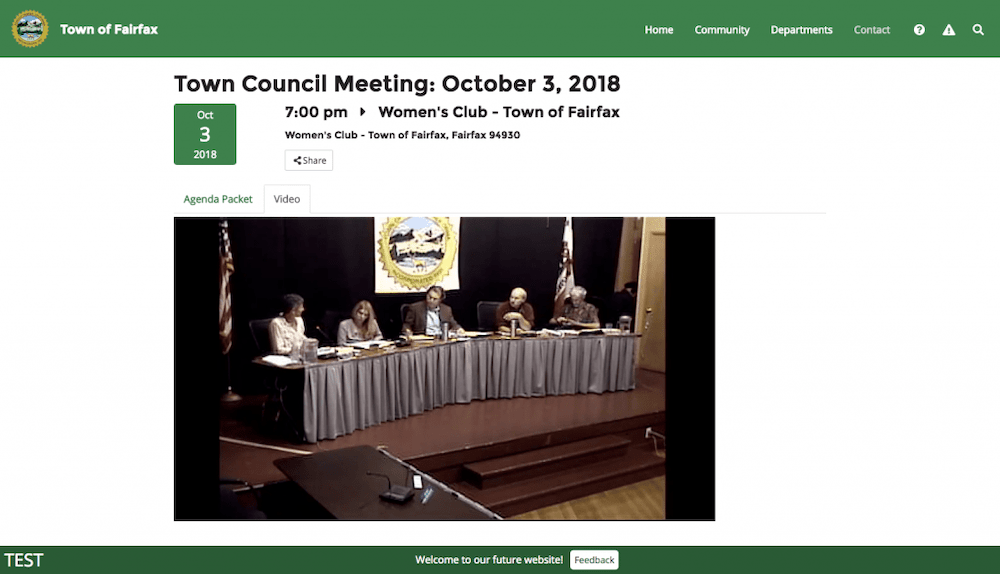 Town of Fairfax
Home Community Departments Contact
Town Council Meeting: October 3, 2018
Oct
3
2018
7:00 pm Women's Club - Town of Fairfax
Women's Club - Town of Fairfax, Fairfax 94930
Share
Agenda Packet Video
INCORPORATED 1931
TEST
Welcome to our future website! Feedback